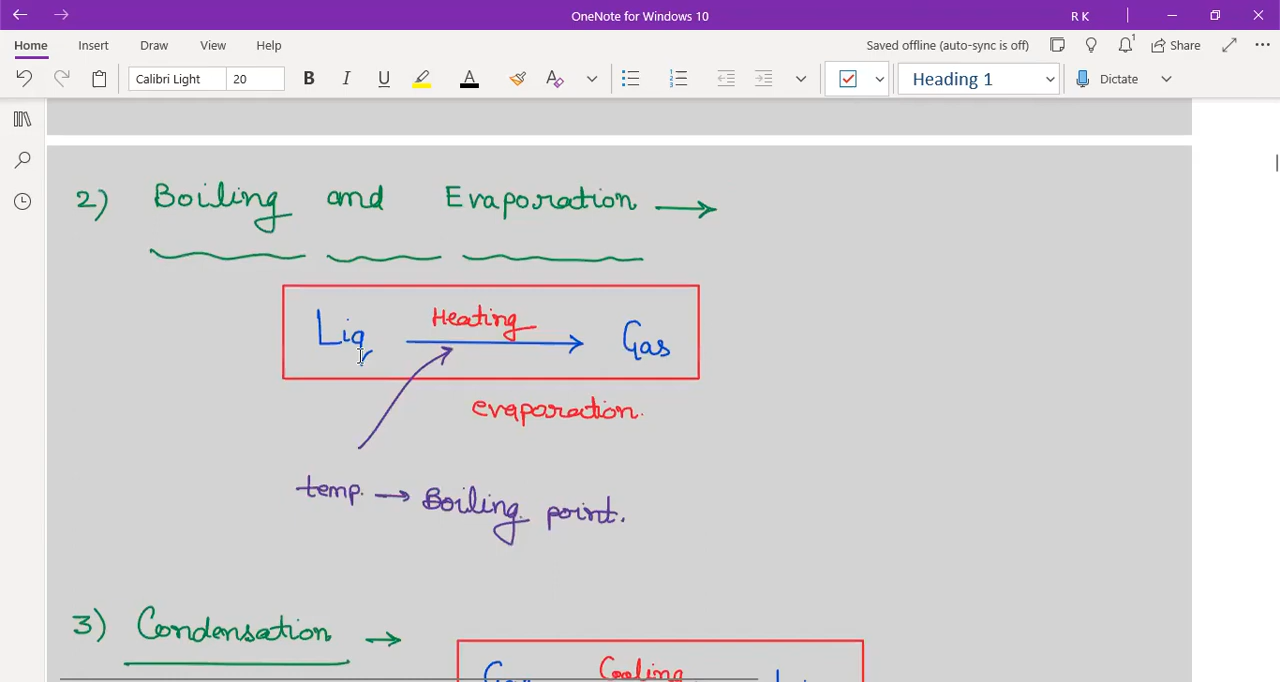 OneNote for Windows 10
R K
Home Insert Draw View Help
Saved offline (auto-sync is off)
Share
Calibri Light 20 B I U A A Heading 1 Dictate
2) Boiling and Evaporation →
Liq Heating → Gas
evaporation.
temp. → Boiling point.
3) Condensation →
Cooling